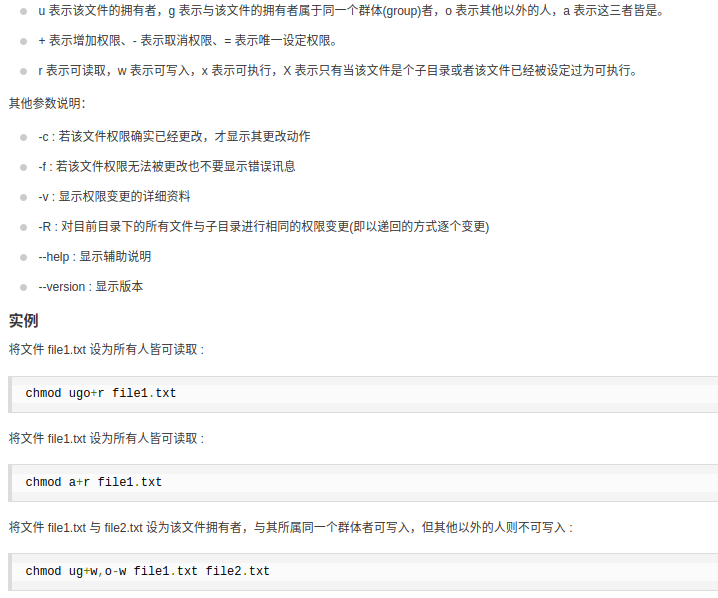 u 表示该文件的拥有者，g 表示与该文件的拥有者属于同一个群体(group)者，o 表示其他以外的人，a 表示这三者皆是。
+ 表示增加权限、- 表示取消权限、= 表示唯一设定权限。
r 表示可读取，w 表示可写入，x 表示可执行，X 表示只有当该文件是个子目录或者该文件已经被设定过为可执行。
其他参数说明：
-c : 若该文件权限确实已经更改，才显示其更改动作
-f : 若该文件权限无法被更改也不要显示错误讯息
-v : 显示权限变更的详细资料
-R : 对目前目录下的所有文件与子目录进行相同的权限变更(即以递回的方式逐个变更)
--help : 显示辅助说明
--version : 显示版本
实例
将文件 file1.txt 设为所有人皆可读取 :
chmod ugo+r file1.txt
将文件 file1.txt 设为所有人皆可读取 :
chmod a+r file1.txt
将文件 file1.txt 与 file2.txt 设为该文件拥有者，与其所属同一个群体者可写入，但其他以外的人则不可写入 :
chmod ug+w,o-w file1.txt file2.txt